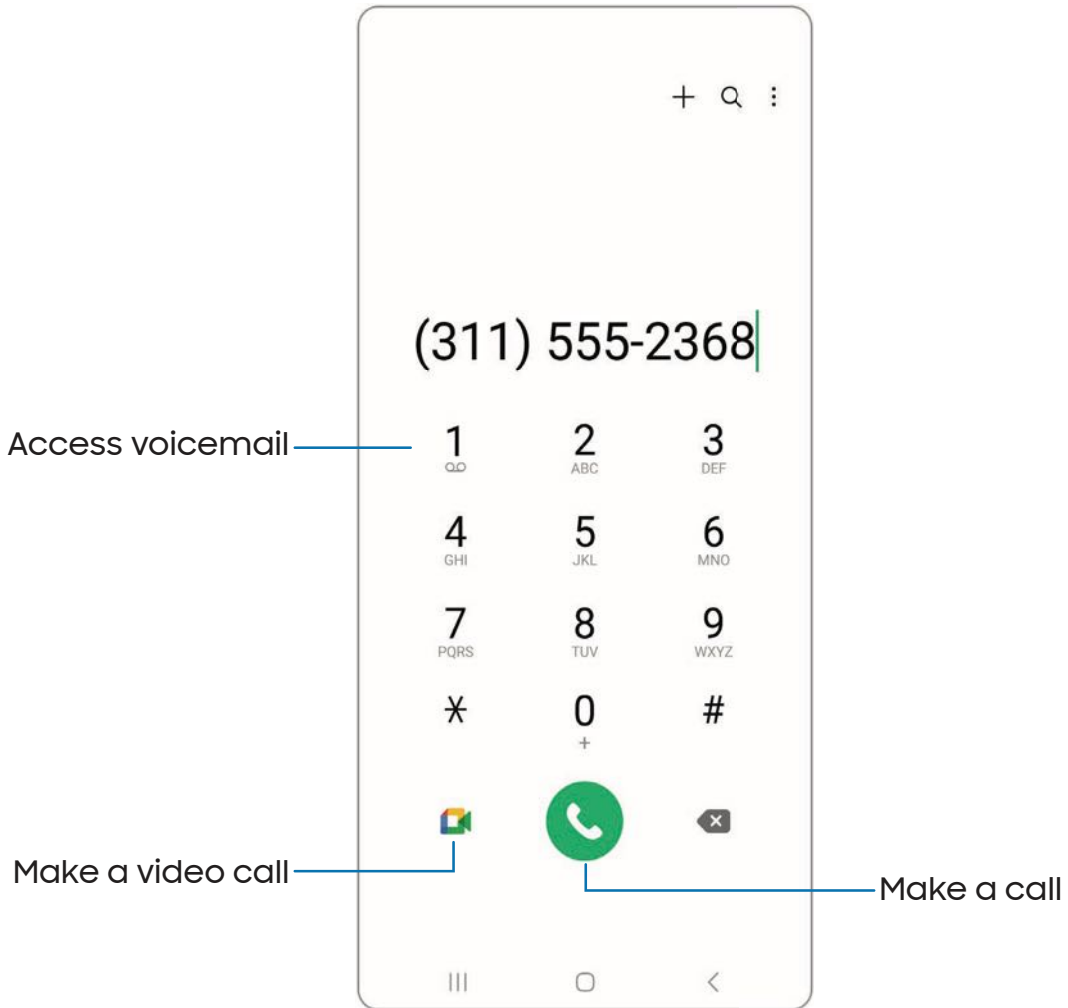 (311) 555-2368
Access voicemail
1 2 3
ABC DEF
4 5 6
GHI JKL MNO
7 8 9
PQRS TUV WXYZ
* 0 #
+
Make a video call
Make a call